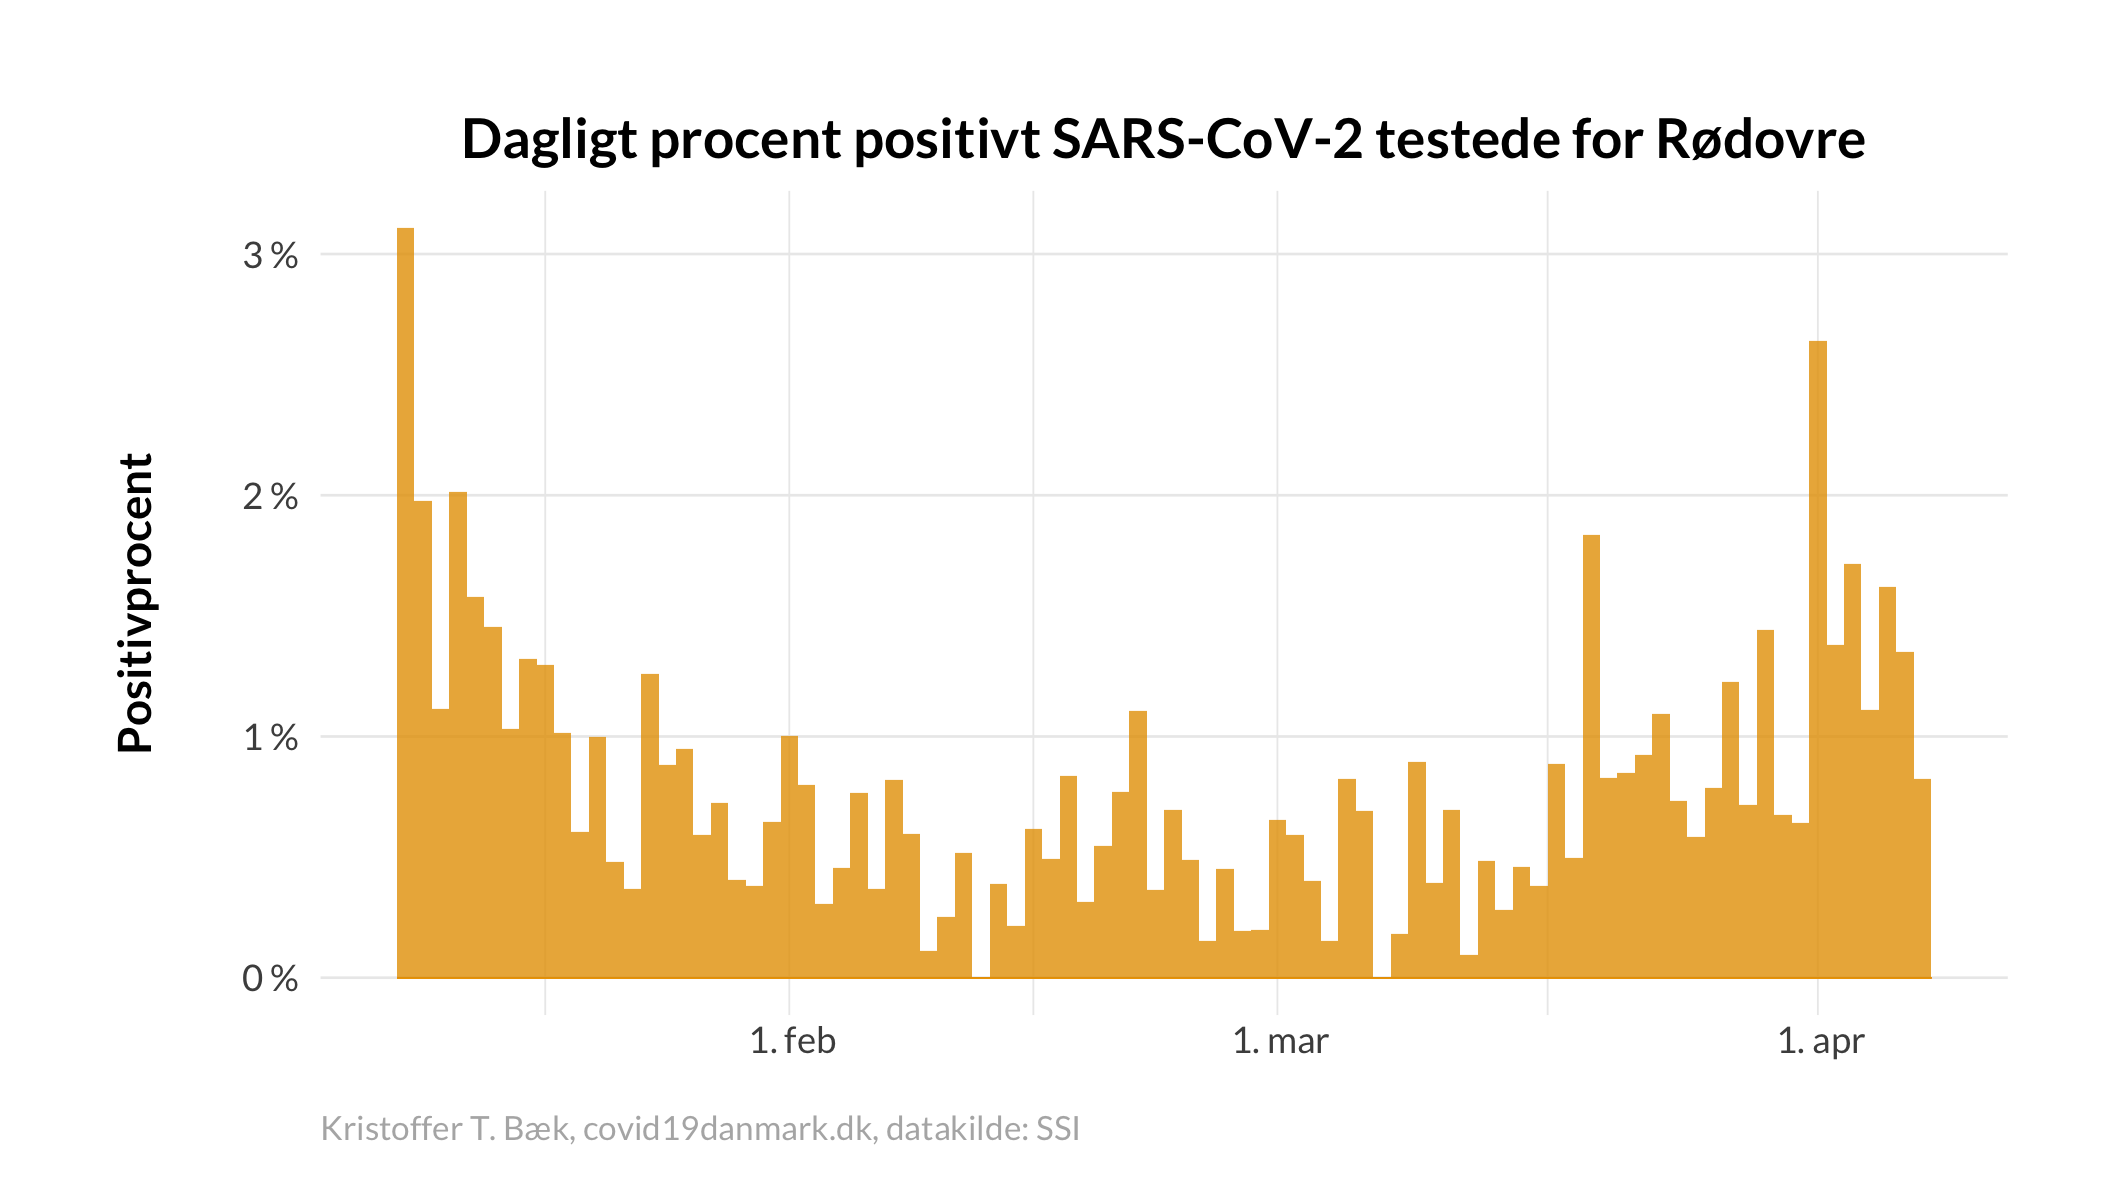 Dagligt procent positivt SARS-CoV-2 testede for Rødovre
Positivprocent
3 %
2 %
1 %
0 %
1. feb
1. mar
1. apr
Kristoffer T. Bæk, covid19danmark.dk, datakilde: SSI